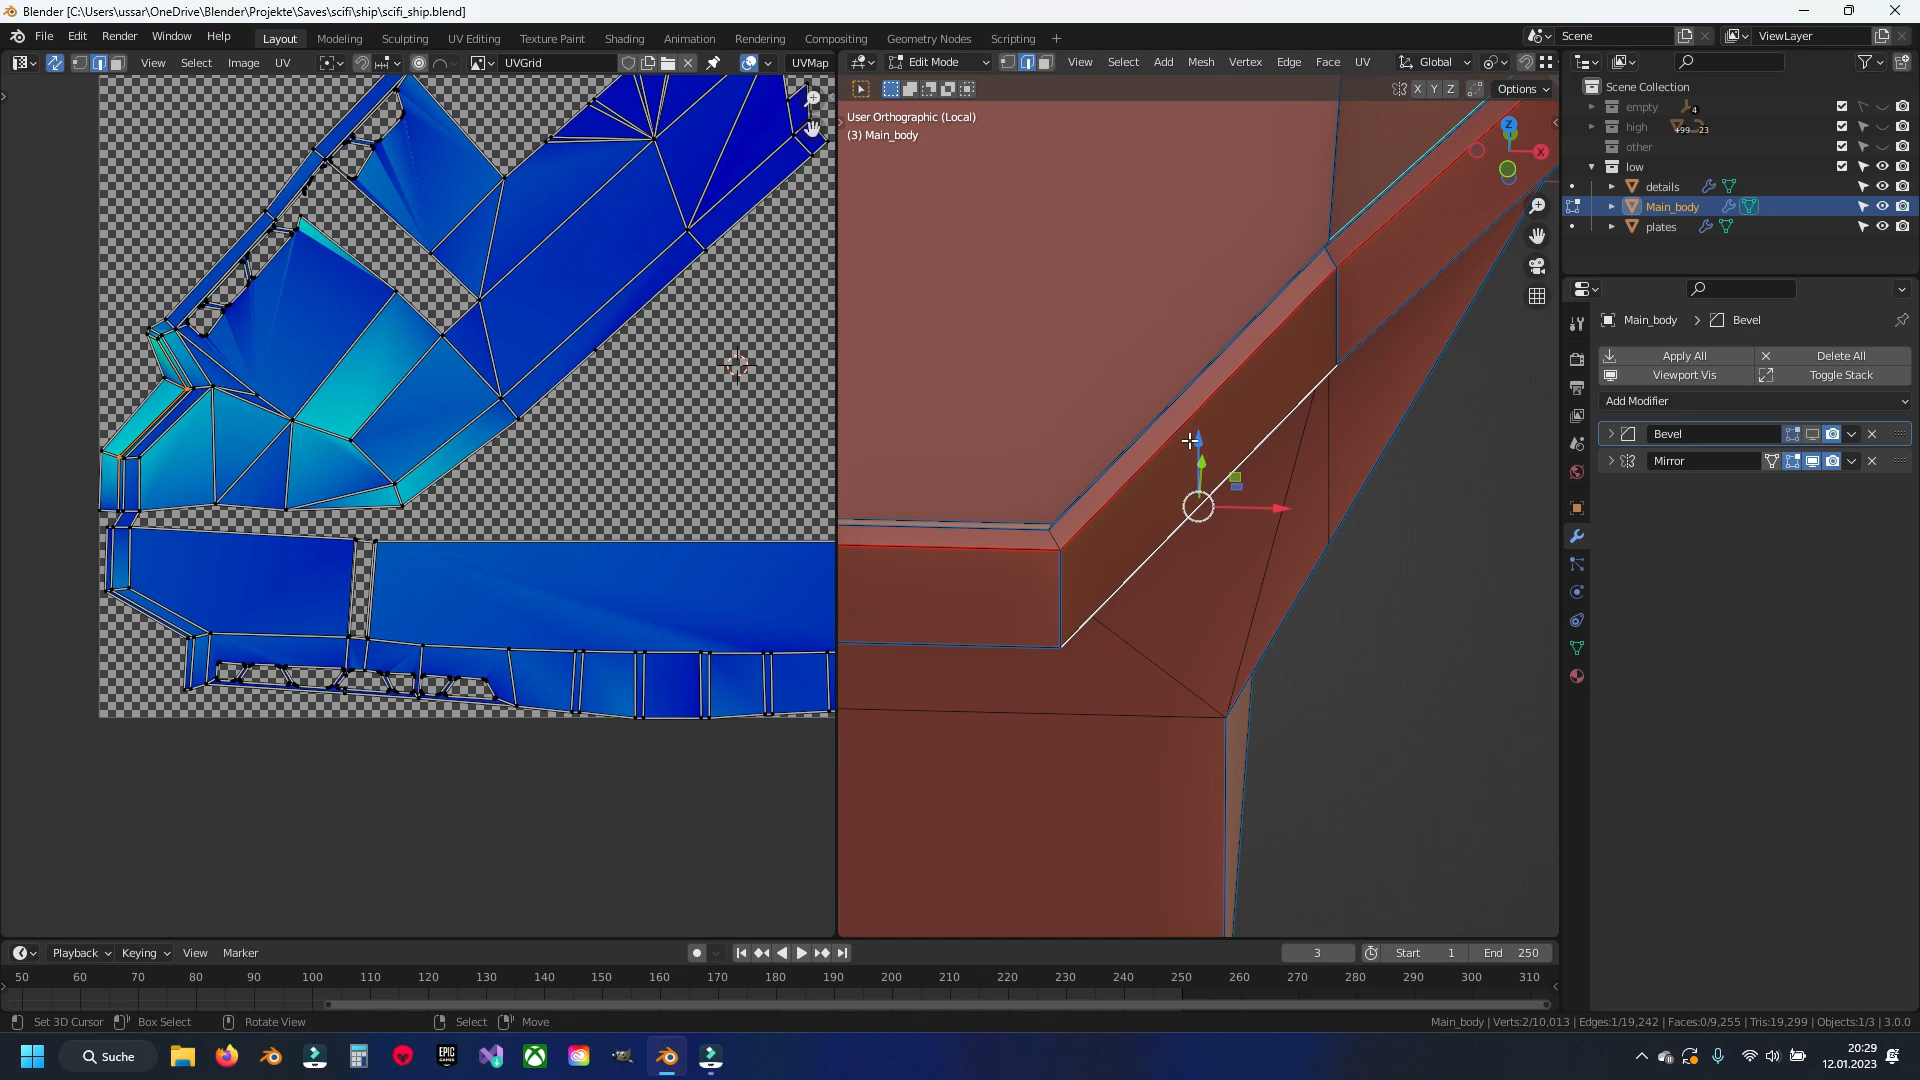 Blender [C:\Users\ussar\OneDrive\Blender\Projekte\Saves\scifi\ship\scifi_ship.blend]
File Edit Render Window Help Layout Modeling Sculpting UV Editing Texture Paint Shading Animation Rendering Compositing Geometry Nodes Scripting + Scene ViewLayer
View Select Image UV UVGrid UVMap Edit Mode View Select Add Mesh Vertex Edge Face UV Global
X Y Z Options
Scene Collection
empty 4
high +99 23
other
low
details
Main_body
plates
User Orthographic (Local)
(3) Main_body
Z
X
Main_body > Bevel
Apply All Delete All
Viewport Vis Toggle Stack
Add Modifier
Bevel
Mirror
Playback Keying View Marker 3 Start 1 End 250
50 60 70 80 90 100 110 120 130 140 150 160 170 180 190 200 210 220 230 240 250 260 270 280 290 300 310
Set 3D Cursor Box Select Rotate View Select Move Main_body | Verts:2/10,013 | Edges:1/19,242 | Faces:0/9,255 | Tris:19,299 | Objects:1/3 | 3.0.0
Suche
EPIC GAMES
20:29
12.01.2023